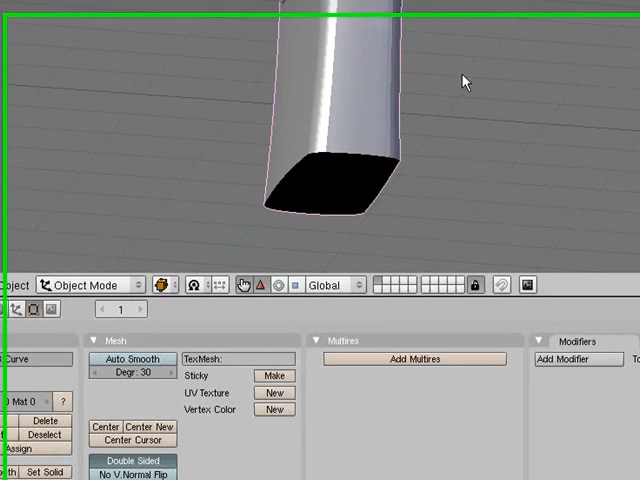 bject Object Mode Global
1
Mesh Multires Modifiers
Curve Auto Smooth TexMesh: Add Multires Add Modifier To
Degr: 30 Sticky Make
Mat 0 ? UV Texture New
Delete Vertex Color New
Deselect Center Center New
Assign Center Cursor
Set Solid Double Sided
No V.Normal Flip